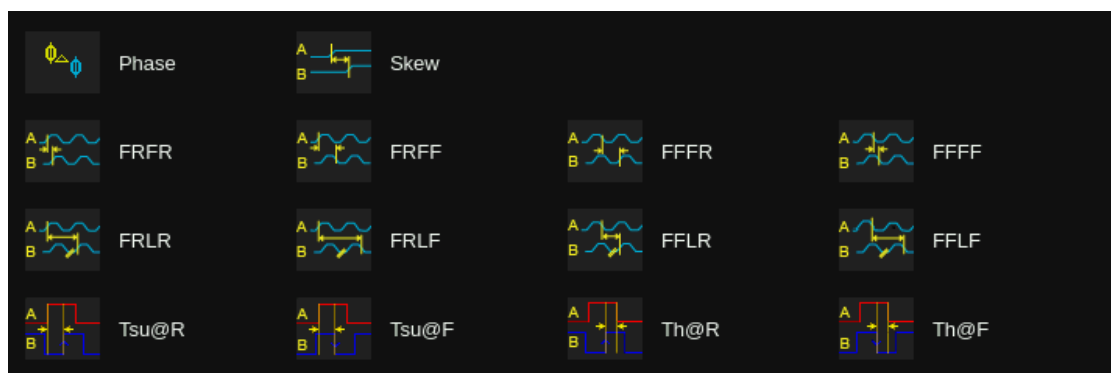 Phase A B Skew
A B FRFR A B FRFF A B FFFR A B FFFF
A B FRLR A B FRLF A B FFLR A B FFLF
A B Tsu@R A B Tsu@F A B Th@R A B Th@F